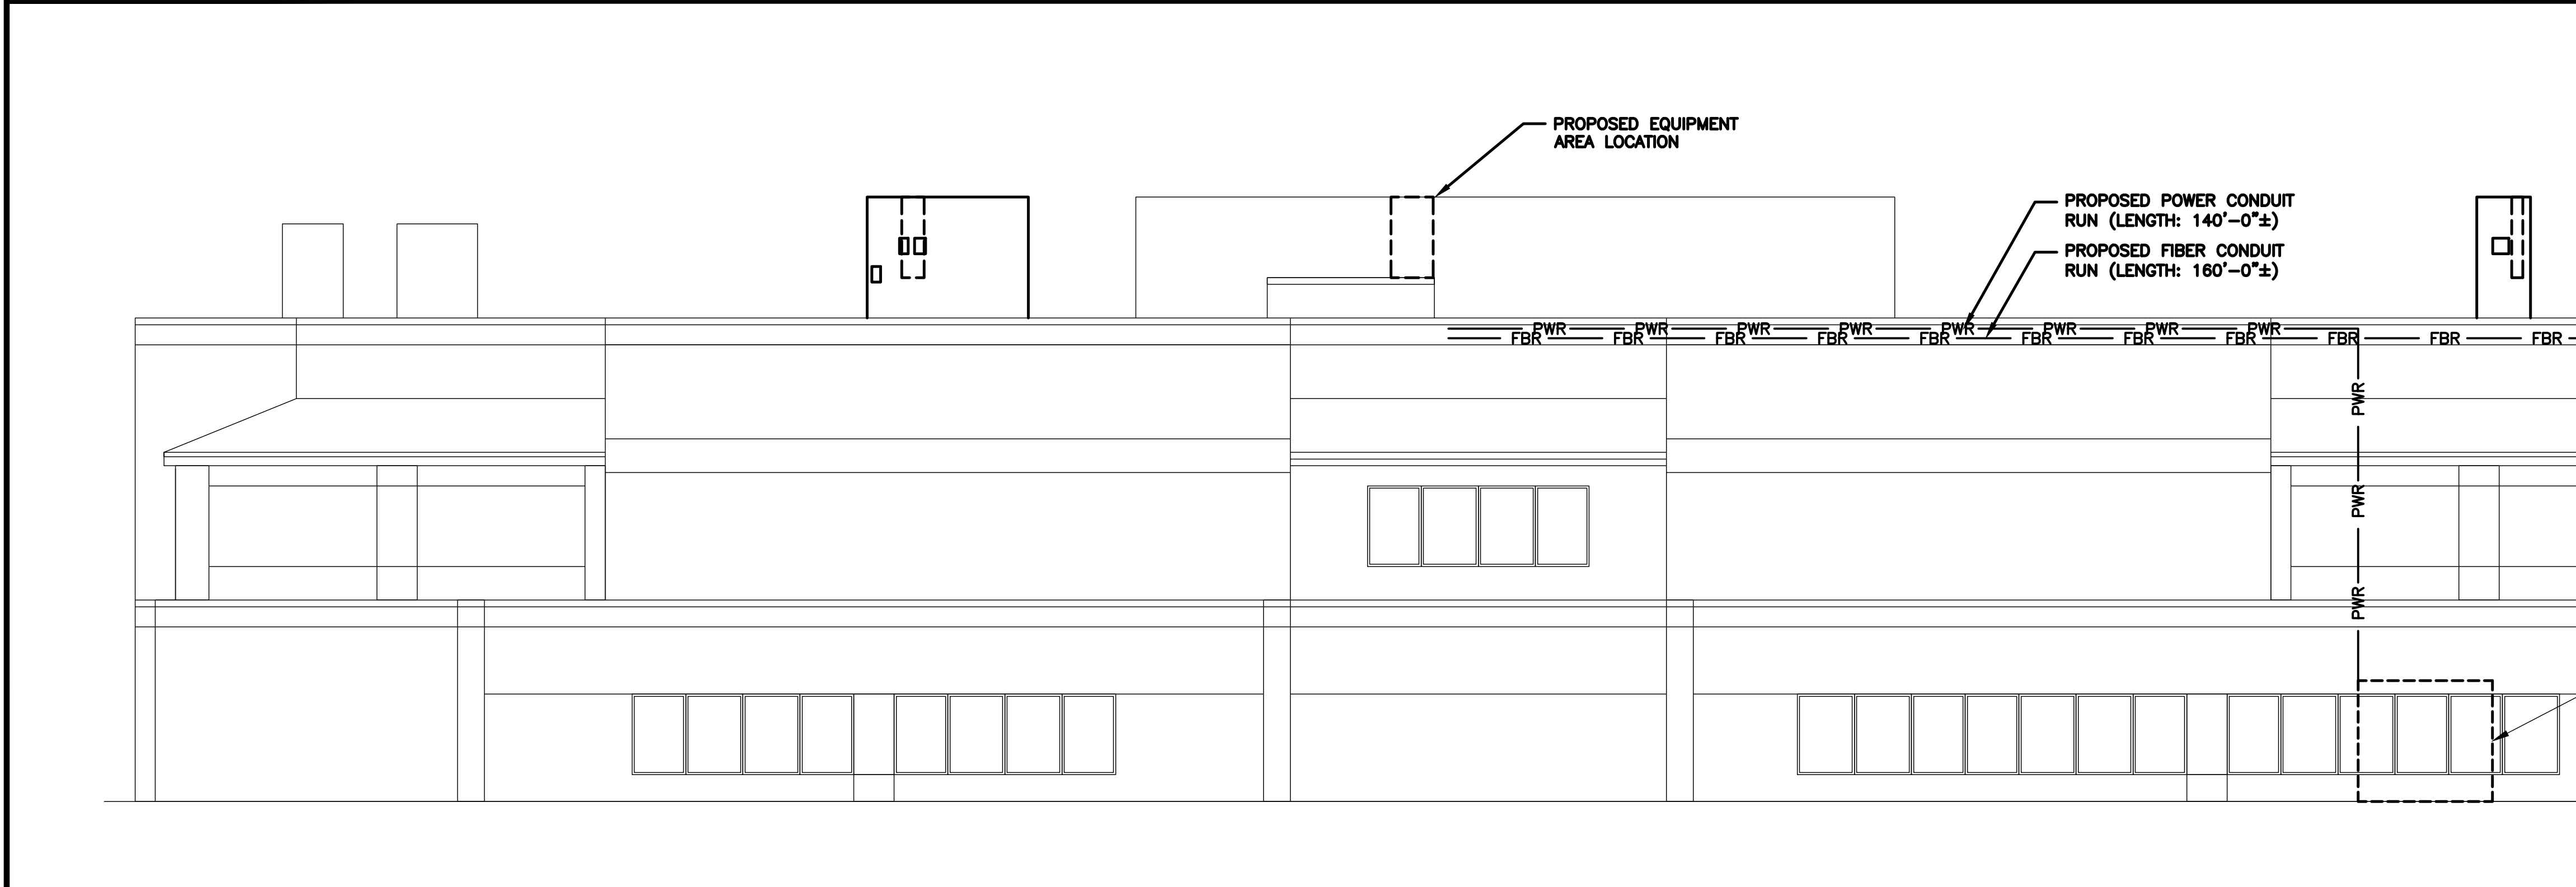 PROPOSED EQUIPMENT
AREA LOCATION
PROPOSED POWER CONDUIT
RUN (LENGTH: 140'-0"±)
PROPOSED FIBER CONDUIT
RUN (LENGTH: 160'-0"±)
PWR PWR PWR PWR PWR PWR PWR PWR
FBR FBR FBR FBR FBR FBR FBR FBR FBR FBR FBR
PWR
PWR
PWR